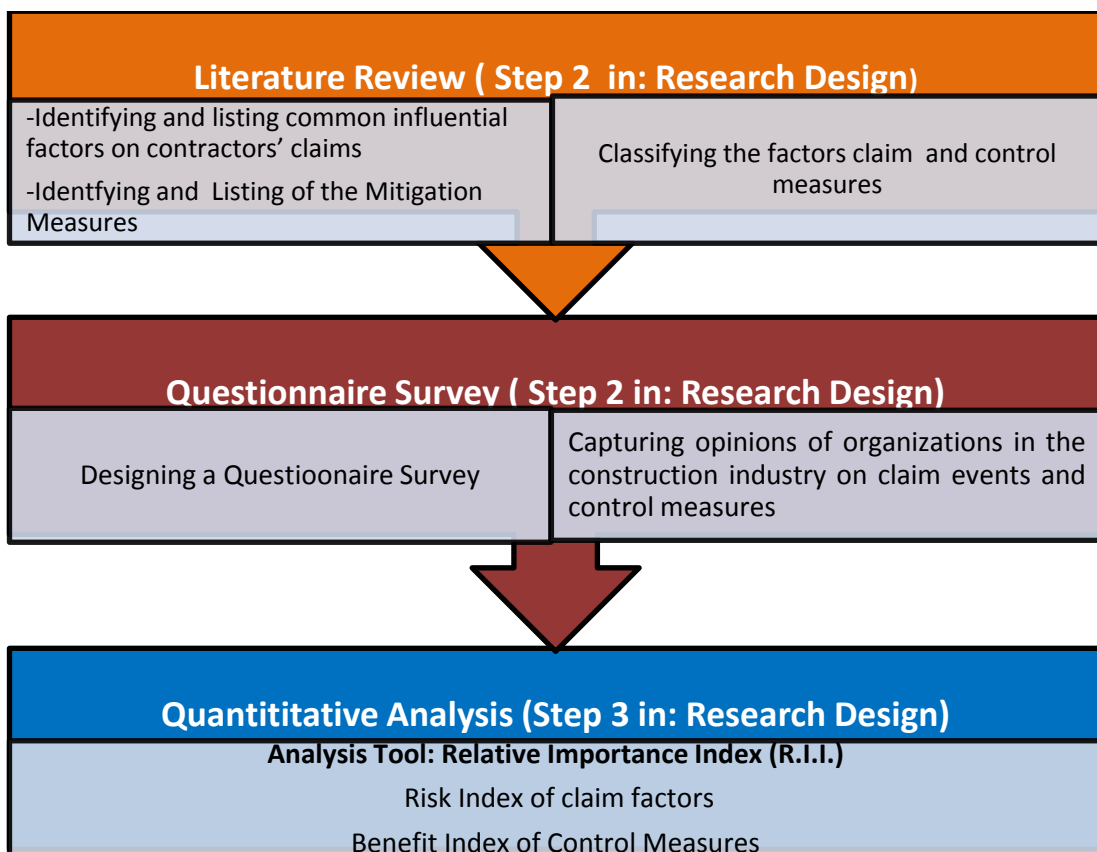 Literature Review ( Step 2  in: Research Design)
-Identifying and listing common influential
factors on contractors’ claims
-Identfying and  Listing of the Mitigation
Measures
Classifying the factors claim  and control
measures
Questionnaire Survey ( Step 2 in: Research Design)
Designing a Questioonaire Survey
Capturing opinions of organizations in the
construction industry on claim events and
control measures
Quantititative Analysis (Step 3 in: Research Design)
Analysis Tool: Relative Importance Index (R.I.I.)
Risk Index of claim factors
Benefit Index of Control Measures